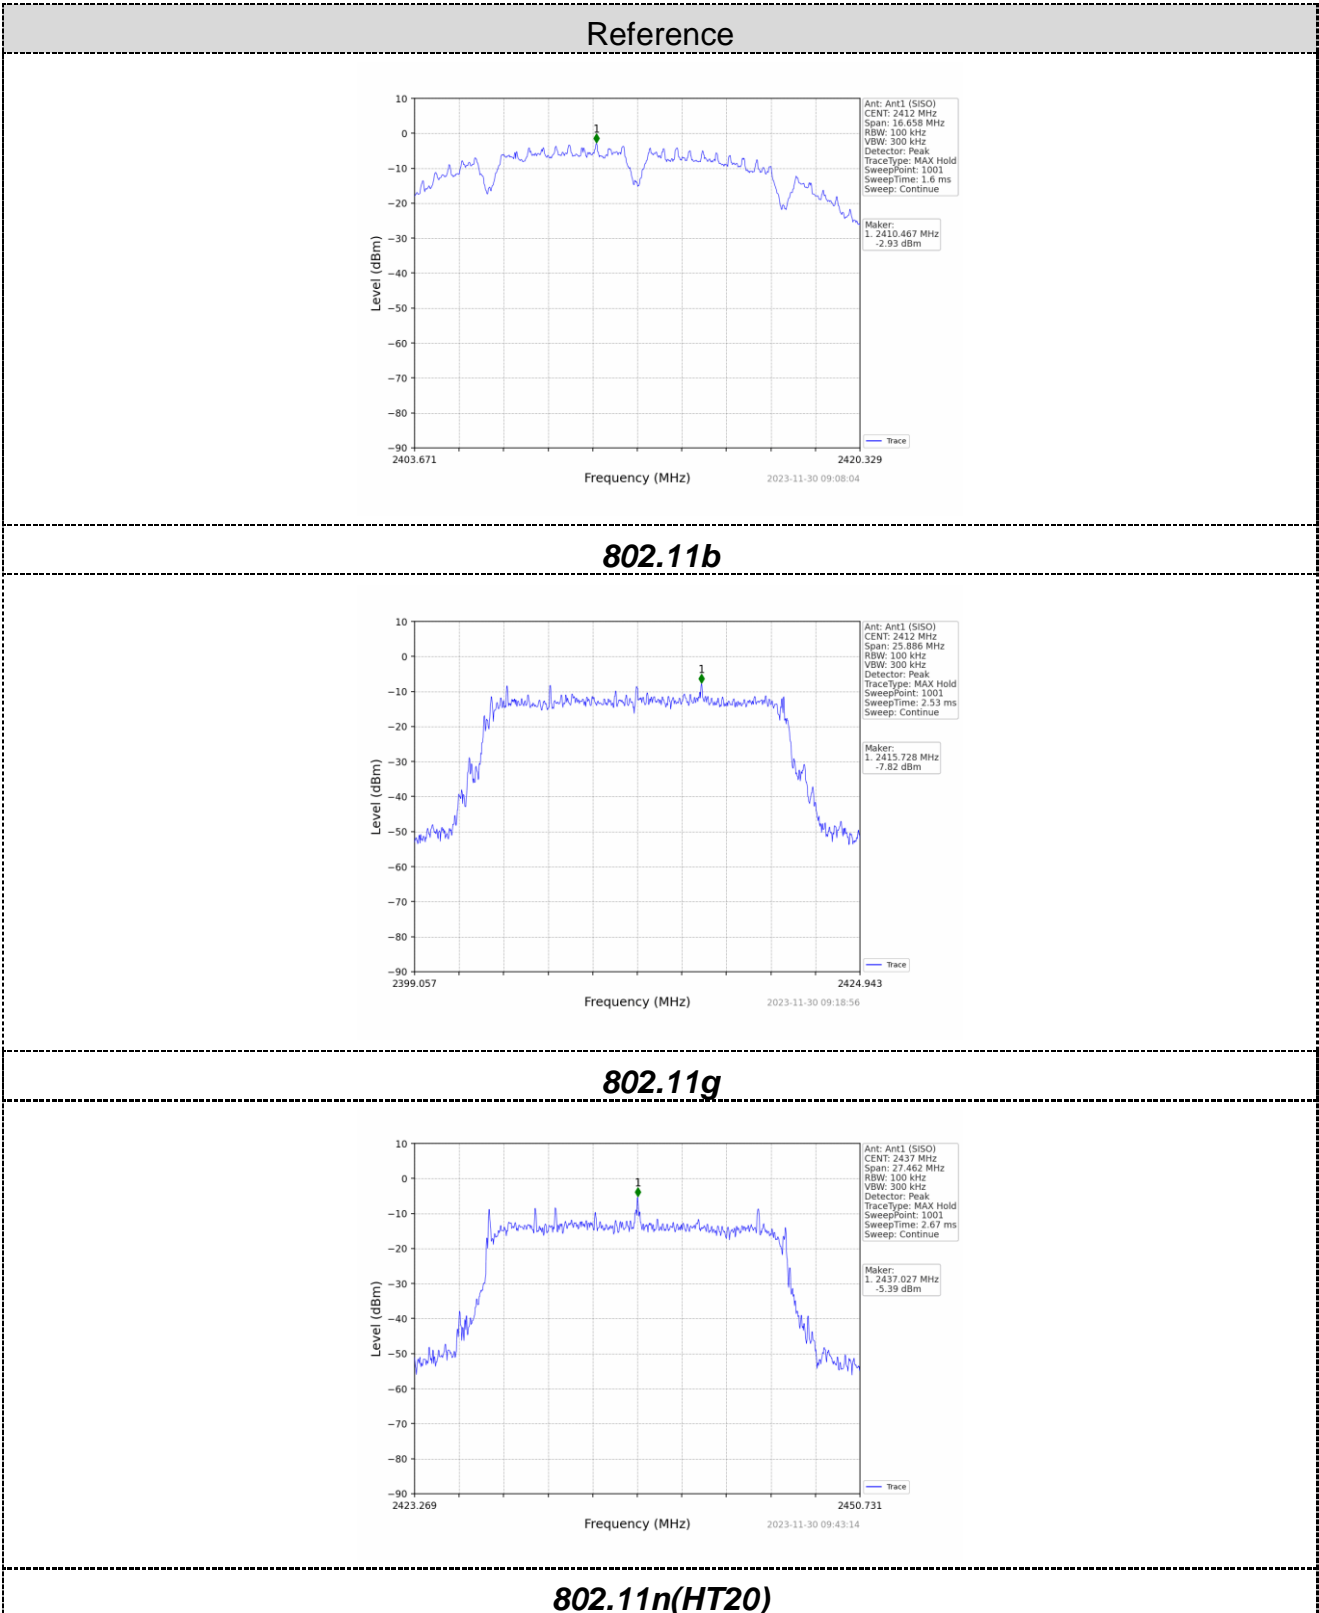 Reference
10
0
−10
−20
−30
−40
−50
−60
−70
−80
−90
Level (dBm)
1
2403.671
2420.329
Frequency (MHz)
2023-11-30 09:08:04
Ant: Ant1 (SISO)
CENT: 2412 MHz
Span: 16.658 MHz
RBW: 100 kHz
VBW: 300 kHz
Detector: Peak
TraceType: MAX Hold
SweepPoint: 1001
SweepTime: 1.6 ms
Sweep: Continue
Maker:
1. 2410.467 MHz
-2.93 dBm
Trace
802.11b
10
0
−10
−20
−30
−40
−50
−60
−70
−80
−90
Level (dBm)
1
2399.057
2424.943
Frequency (MHz)
2023-11-30 09:18:56
Ant: Ant1 (SISO)
CENT: 2412 MHz
Span: 25.886 MHz
RBW: 100 kHz
VBW: 300 kHz
Detector: Peak
TraceType: MAX Hold
SweepPoint: 1001
SweepTime: 2.53 ms
Sweep: Continue
Maker:
1. 2415.728 MHz
-7.82 dBm
Trace
802.11g
10
0
−10
−20
−30
−40
−50
−60
−70
−80
−90
Level (dBm)
1
2423.269
2450.731
Frequency (MHz)
2023-11-30 09:43:14
Ant: Ant1 (SISO)
CENT: 2437 MHz
Span: 27.462 MHz
RBW: 100 kHz
VBW: 300 kHz
Detector: Peak
TraceType: MAX Hold
SweepPoint: 1001
SweepTime: 2.67 ms
Sweep: Continue
Maker:
1. 2437.027 MHz
-5.39 dBm
Trace
802.11n(HT20)